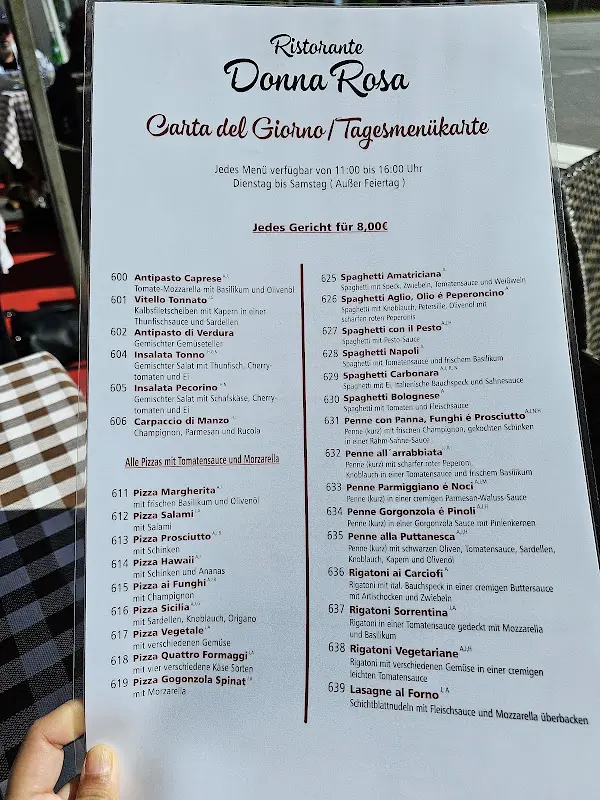 Ristorante
Donna Rosa
Carta del Giorno/Tagesmenükarte
Jedes Menü verfügbar von 11:00 bis 16:00 Uhr
Dienstag bis Samstag ( Außer Feiertag )
Jedes Gericht für 8,00€
600 Antipasto Caprese
Tomate-Mozzarella mit Basilikum und Olivenöl
601 Vitello Tonnato
Kalbsfiletscheiben mit Kapern in einer
Thunfischsauce und Sardellen
602 Antipasto di Verdura
Gemischter Gemüseteller
604 Insalata Tonno
Gemischter Salat mit Thunfisch, Cherry-
tomaten und Ei
605 Insalata Pecorino
Gemischter Salat mit Schafskäse, Cherry-
tomaten und Ei
606 Carpaccio di Manzo
Champignon, Parmesan und Rucola
Alle Pizzas mit Tomatensauce und Morzarella
611 Pizza Margherita
mit frischen Basilikum und Olivenöl
612 Pizza Salami
mit Salami
613 Pizza Prosciutto
mit Schinken
614 Pizza Hawaii
mit Schinken und Ananas
615 Pizza ai Funghi
mit Champignon
616 Pizza Sicilia
mit Sardellen, Knoblauch, Origano
617 Pizza Vegetale
mit verschiedenen Gemüse
618 Pizza Quattro Formaggi
mit vier verschiedene Käse Sorten
619 Pizza Gogonzola Spinat
mit Morzarella
625 Spaghetti Amatriciana
Spaghetti mit Speck, Zwiebeln, Tomatensauce und Weißwein
626 Spaghetti Aglio, Olio é Peperoncino
Spaghetti mit Knoblauch, Petersilie, Olivenöl mit
scharfen roten Peperonis
627 Spaghetti con il Pesto
Spaghetti mit Pesto-Sauce
628 Spaghetti Napoli
Spaghetti mit Tomatensauce und frischem Basilikum
629 Spaghetti Carbonara
Spaghetti mit Ei, Italienische Bauchspeck und Sahnesauce
630 Spaghetti Bolognese
Spaghetti mit Tomaten und Fleischsauce
631 Penne con Panna, Funghi é Prosciutto
Penne (kurz) mit frischen Champignon, gekochten Schinken
in einer Rahm-Sahne-Sauce
632 Penne all´arrabbiata
Penne (kurz) mit scharfer roter Peperoni,
Knoblauch in einer Tomatensauce und frischem Basilikum
633 Penne Parmiggiano é Noci
Penne (kurz) in einer cremigen Parmesan-Waluss-Sauce
634 Penne Gorgonzola é Pinoli
Penne (kurz) in einer Gorgonzola Sauce mit Pinienkernen
635 Penne alla Puttanesca
Penne (kurz) mit schwarzen Oliven, Tomatensauce, Sardellen,
Knoblauch, Kapern und Olivenöl
636 Rigatoni ai Carciofi
Rigatoni mit ital. Bauchspeck in einer cremigen Buttersauce
mit Artischocken und Zwiebeln
637 Rigatoni Sorrentina
Rigatoni in einer Tomatensauce gedeckt mit Mozzarella
und Basilikum
638 Rigatoni Vegetariane
Rigatoni mit verschiedenen Gemüse in einer cremigen
leichten Tomatensauce
639 Lasagne al Forno
Schichtblattnudeln mit Fleischsauce und Mozzarella überbacken